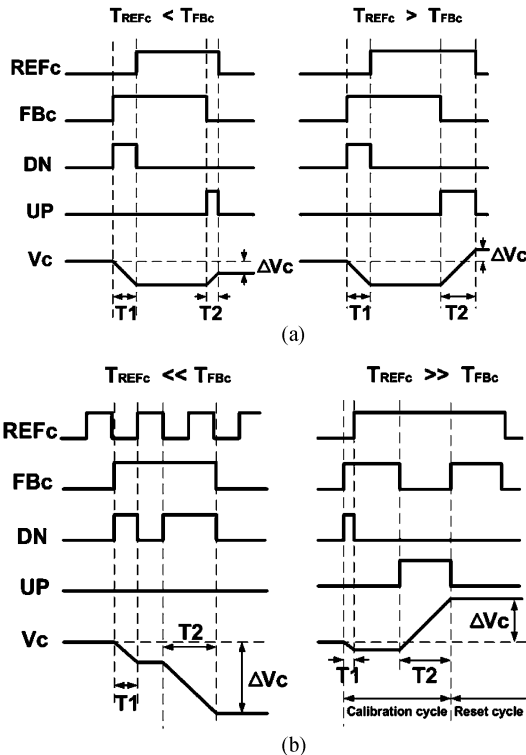 TREFc < TFBc TREFc > TFBc
REFc
FBc
DN
UP
Vc ΔVc ΔVc
T1 T2 T1 T2
(a)
TREFc << TFBc TREFc >> TFBc
REFc
FBc
DN
UP
Vc T2 ΔVc ΔVc
T1 T1 T2
Calibration cycle Reset cycle
(b)